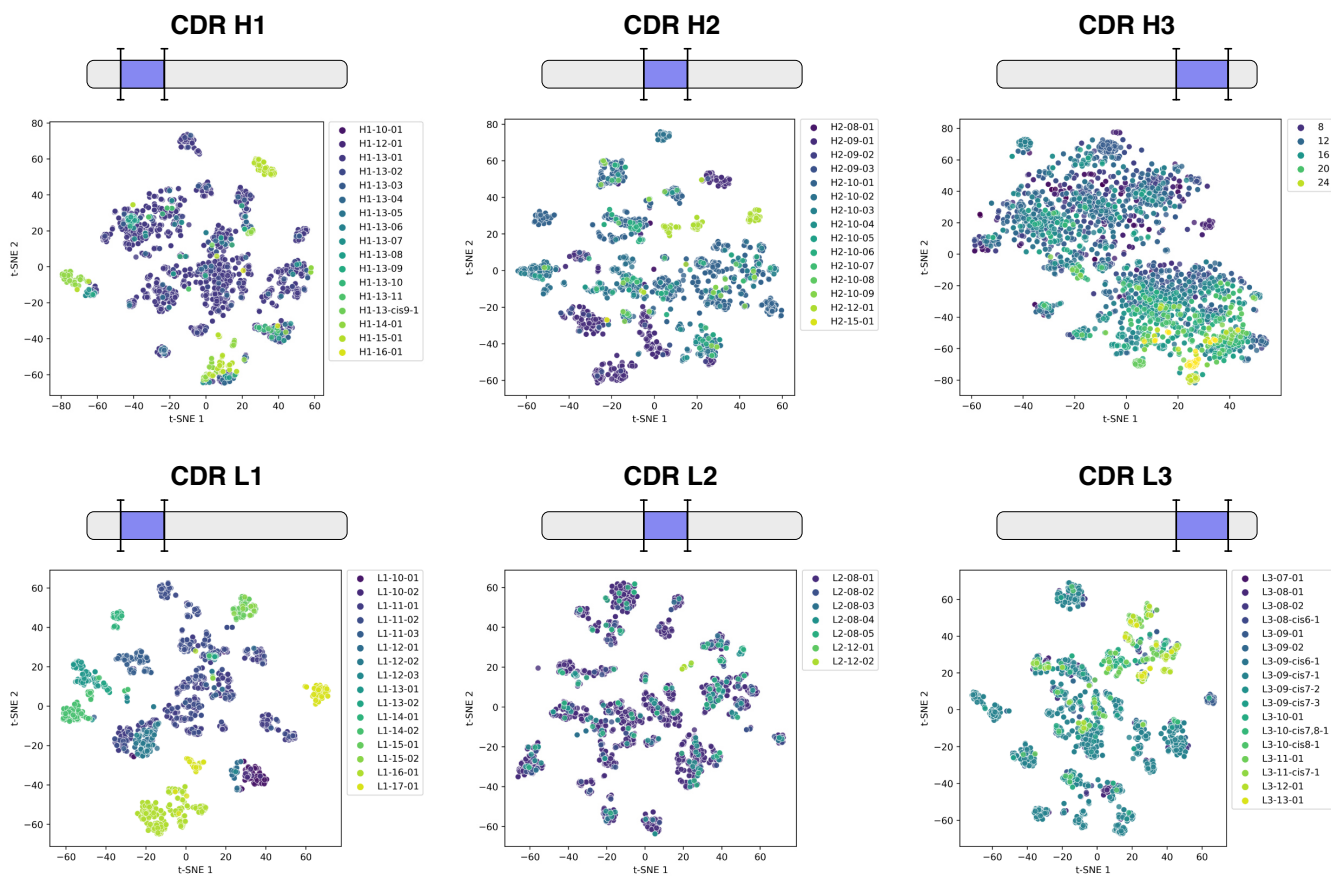 CDR H1
80
60
40
20
0
−20
−40
−60
t-SNE 2
−80 −60 −40 −20 0 20 40 60
t-SNE 1
H1-10-01
H1-12-01
H1-13-01
H1-13-02
H1-13-03
H1-13-04
H1-13-05
H1-13-06
H1-13-07
H1-13-08
H1-13-09
H1-13-10
H1-13-11
H1-13-cis9-1
H1-14-01
H1-15-01
H1-16-01
CDR H2
80
60
40
20
0
−20
−40
−60
t-SNE 2
−60 −40 −20 0 20 40 60
t-SNE 1
H2-08-01
H2-09-01
H2-09-02
H2-09-03
H2-10-01
H2-10-02
H2-10-03
H2-10-04
H2-10-05
H2-10-06
H2-10-07
H2-10-08
H2-10-09
H2-12-01
H2-15-01
CDR H3
80
60
40
20
0
−20
−40
−60
−80
t-SNE 2
−60 −40 −20 0 20 40
t-SNE 1
8
12
16
20
24
CDR L1
60
40
20
0
−20
−40
−60
t-SNE 2
−60 −40 −20 0 20 40 60
t-SNE 1
L1-10-01
L1-10-02
L1-11-01
L1-11-02
L1-11-03
L1-12-01
L1-12-02
L1-12-03
L1-13-01
L1-13-02
L1-14-01
L1-14-02
L1-15-01
L1-15-02
L1-16-01
L1-17-01
CDR L2
60
40
20
0
−20
−40
−60
t-SNE 2
−60 −40 −20 0 20 40 60
t-SNE 1
L2-08-01
L2-08-02
L2-08-03
L2-08-04
L2-08-05
L2-12-01
L2-12-02
CDR L3
60
40
20
0
−20
−40
−60
t-SNE 2
−60 −40 −20 0 20 40 60
t-SNE 1
L3-07-01
L3-08-01
L3-08-02
L3-08-cis6-1
L3-09-01
L3-09-02
L3-09-cis6-1
L3-09-cis7-1
L3-09-cis7-2
L3-09-cis7-3
L3-10-01
L3-10-cis7,8-1
L3-10-cis8-1
L3-11-01
L3-11-cis7-1
L3-12-01
L3-13-01